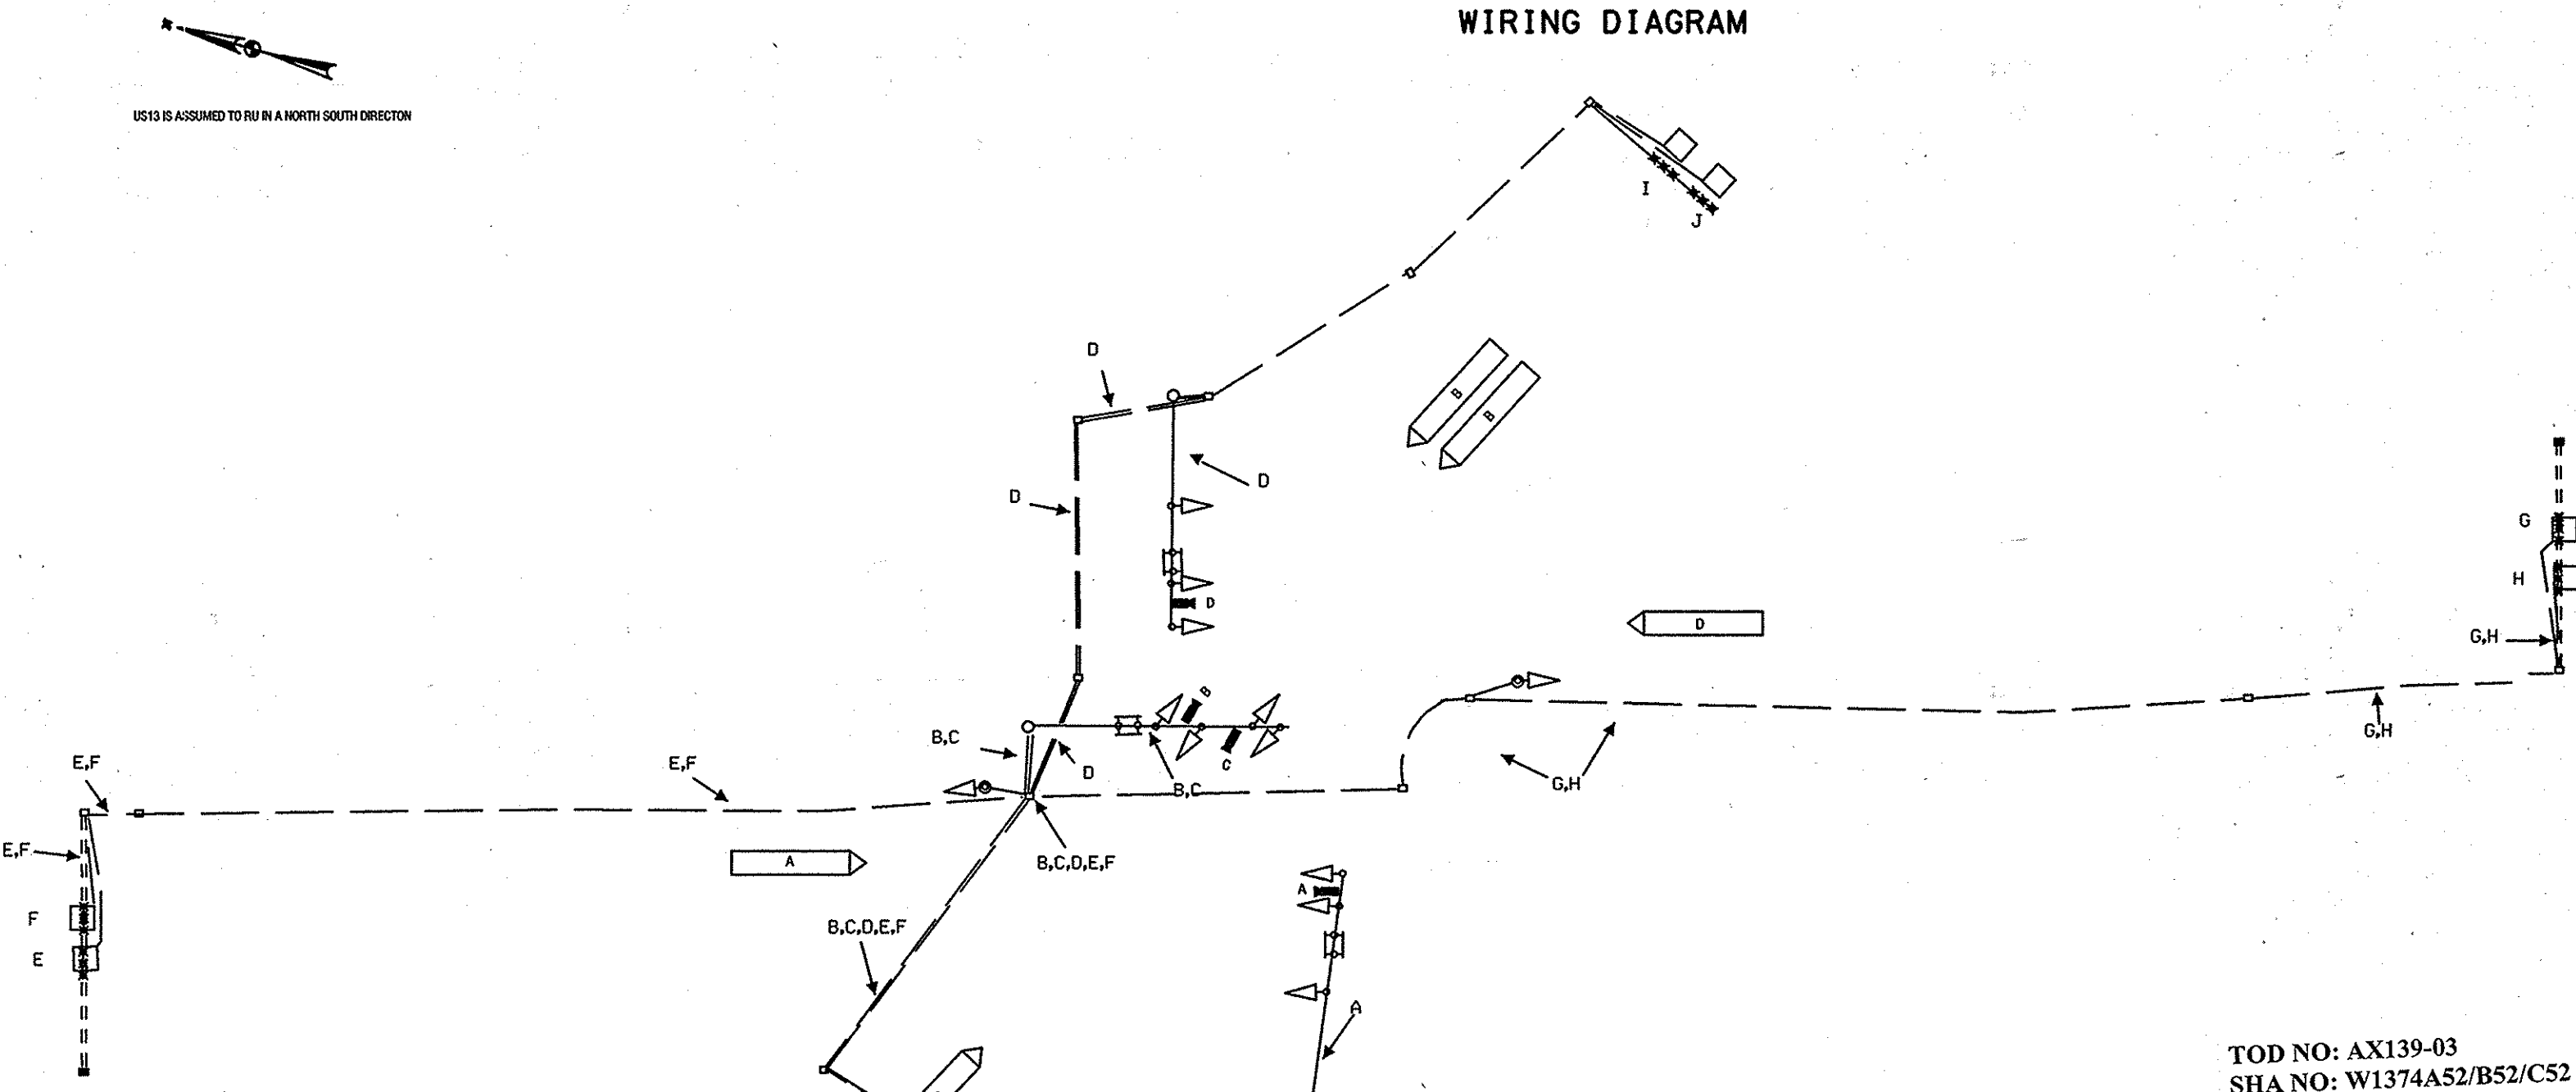 WIRING DIAGRAM
US13 IS ASSUMED TO RU IN A NORTH SOUTH DIRECTON
I
J
D
B
B
D
D
G
H
D
D
G,H
B
B,C
C
D
E,F
E,F
B,C
G,H
G,H
E,F
A
B,C,D,E,F
A
F
B,C,D,E,F
E
A
TOD NO: AX139-03
SHA NO: W1374A52/B52/C52